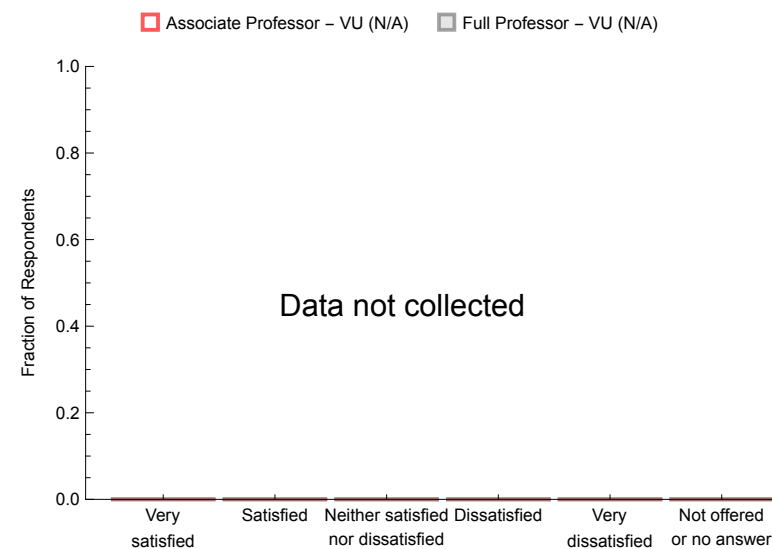 Associate Professor – VU (N/A) Full Professor – VU (N/A)
1.0
0.8
0.6
0.4
0.2
0.0
Fraction of Respondents
Data not collected
Very satisfied
Satisfied
Neither satisfied nor dissatisfied
Dissatisfied
Very dissatisfied
Not offered or no answer